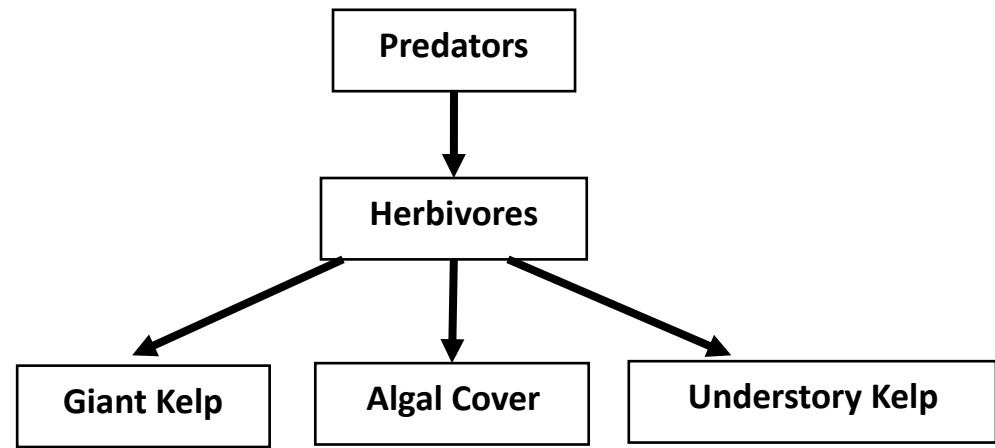 Predators
Herbivores
Giant Kelp
Algal Cover
Understory Kelp